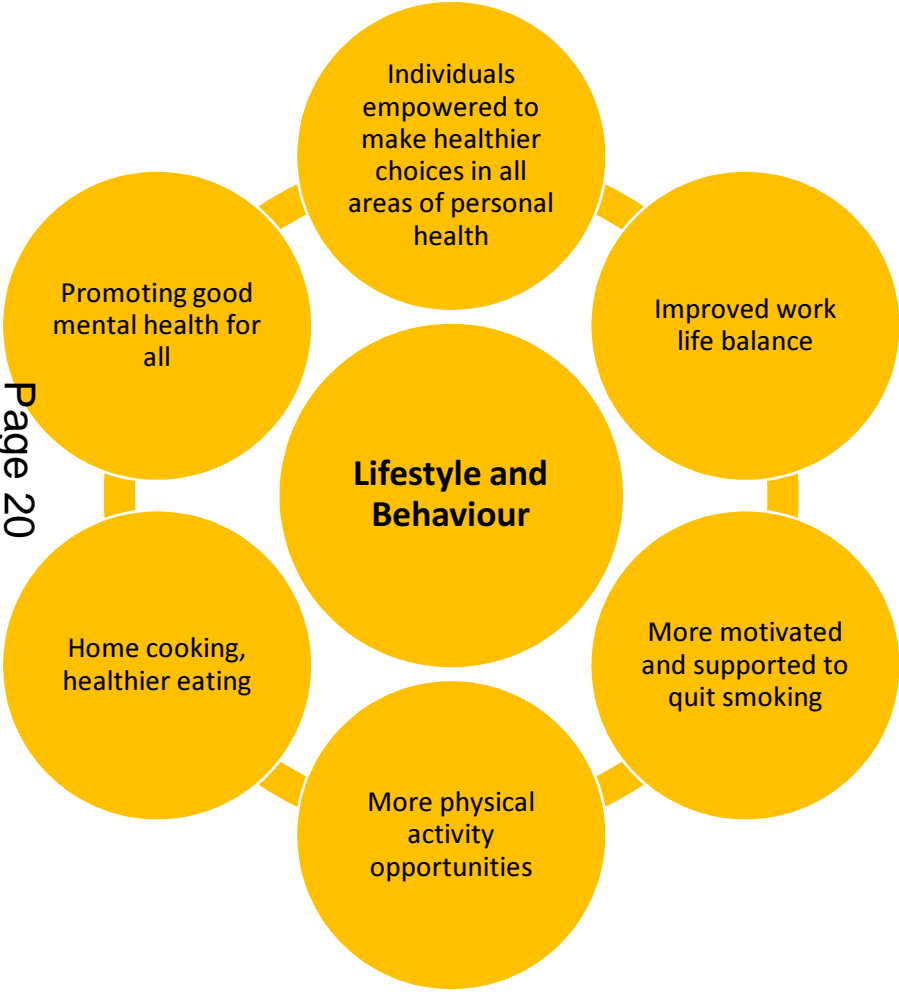 Individuals
empowered to
make healthier
choices in all
areas of personal
health
Improved work
life balance
More motivated
and supported to
quit smoking
More physical
activity
opportunities
Home cooking,
healthier eating
Promoting good
mental health for
all
Lifestyle and
Behaviour
Page 20